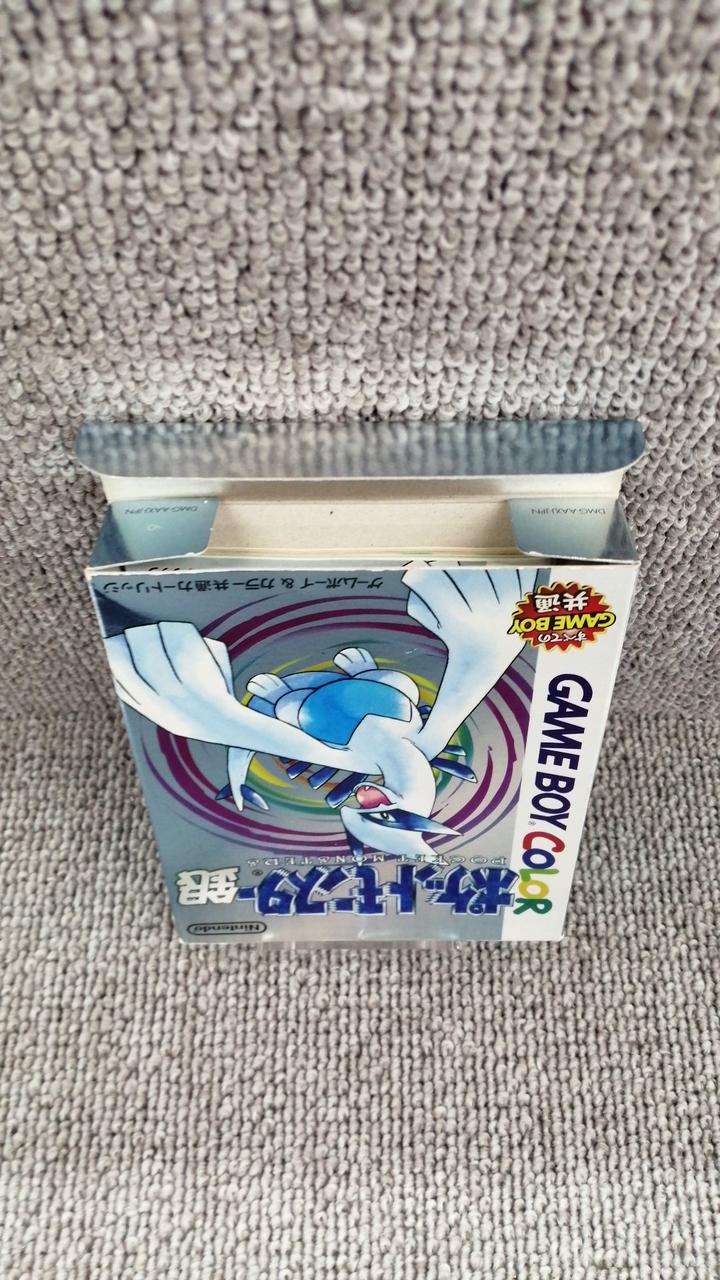 Nintendo
ポケットモンスター銀
®
POCKET MONSTERS
GAME BOY® COLOR
すべての
GAME BOY
共通
ゲームボーイ & カラー共通カートリッジ
DMG-AAXJ-JPN
DMG-AAXJ-JPN